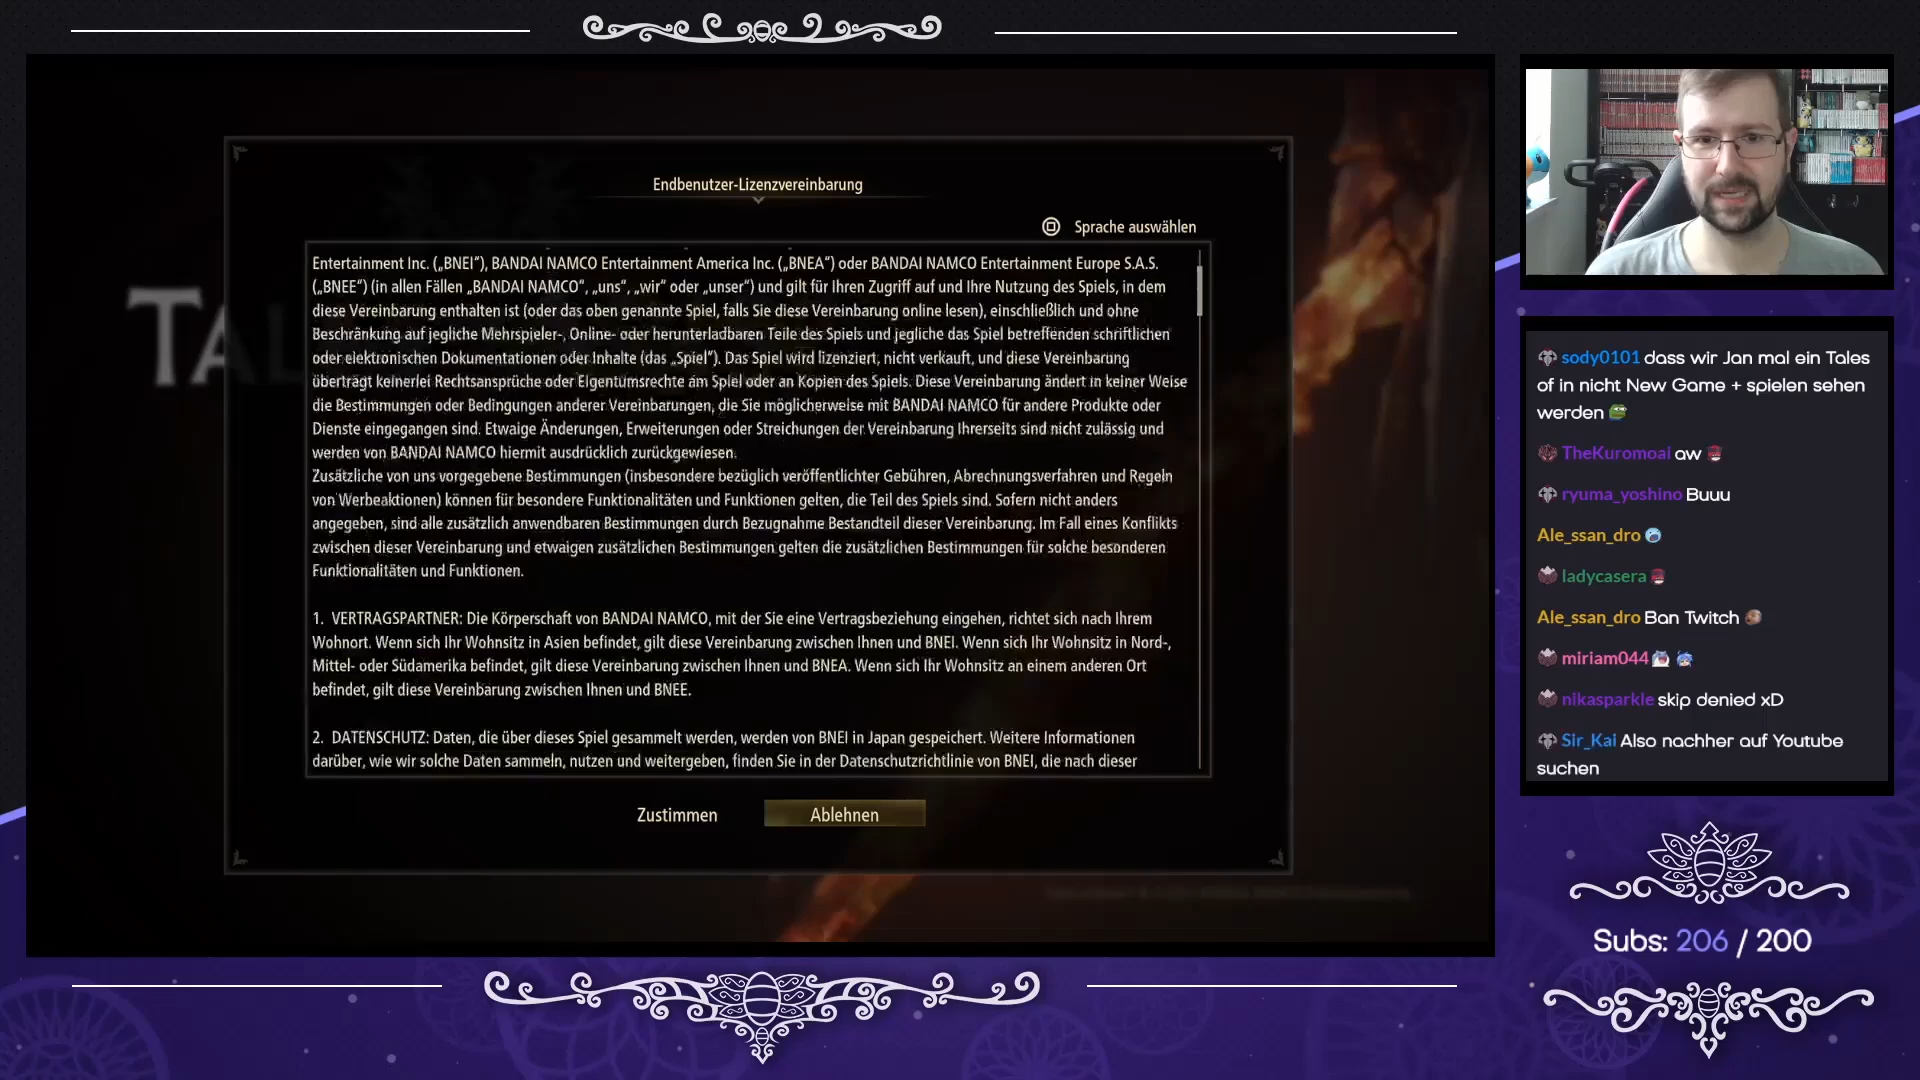 Endbenutzer-Lizenzvereinbarung
Sprache auswählen
Entertainment Inc. („BNEI"), BANDAI NAMCO Entertainment America Inc. („BNEA") oder BANDAI NAMCO Entertainment Europe S.A.S.
(„BNEE") (in allen Fällen „BANDAI NAMCO", „uns", „wir" oder „unser") und gilt für Ihren Zugriff auf und Ihre Nutzung des Spiels, in dem
diese Vereinbarung enthalten ist (oder das oben genannte Spiel, falls Sie diese Vereinbarung online lesen), einschließlich und ohne
Beschränkung auf jegliche Mehrspieler-, Online- oder herunterladbaren Teile des Spiels und jegliche das Spiel betreffenden schriftlichen
oder elektronischen Dokumentationen oder Inhalte (das „Spiel"). Das Spiel wird lizenziert, nicht verkauft, und diese Vereinbarung
überträgt keinerlei Rechtsansprüche oder Eigentumsrechte am Spiel oder an Kopien des Spiels. Diese Vereinbarung ändert in keiner Weise
die Bestimmungen oder Bedingungen anderer Vereinbarungen, die Sie möglicherweise mit BANDAI NAMCO für andere Produkte oder
Dienste eingegangen sind. Etwaige Änderungen, Erweiterungen oder Streichungen der Vereinbarung Ihrerseits sind nicht zulässig und
werden von BANDAI NAMCO hiermit ausdrücklich zurückgewiesen.
Zusätzliche von uns vorgegebene Bestimmungen (insbesondere bezüglich veröffentlichter Gebühren, Abrechnungsverfahren und Regeln
von Werbeaktionen) können für besondere Funktionalitäten und Funktionen gelten, die Teil des Spiels sind. Sofern nicht anders
angegeben, sind alle zusätzlich anwendbaren Bestimmungen durch Bezugnahme Bestandteil dieser Vereinbarung. Im Fall eines Konflikts
zwischen dieser Vereinbarung und etwaigen zusätzlichen Bestimmungen gelten die zusätzlichen Bestimmungen für solche besonderen
Funktionalitäten und Funktionen.
1. VERTRAGSPARTNER: Die Körperschaft von BANDAI NAMCO, mit der Sie eine Vertragsbeziehung eingehen, richtet sich nach Ihrem
Wohnort. Wenn sich Ihr Wohnsitz in Asien befindet, gilt diese Vereinbarung zwischen Ihnen und BNEI. Wenn sich Ihr Wohnsitz in Nord-,
Mittel- oder Südamerika befindet, gilt diese Vereinbarung zwischen Ihnen und BNEA. Wenn sich Ihr Wohnsitz an einem anderen Ort
befindet, gilt diese Vereinbarung zwischen Ihnen und BNEE.
2. DATENSCHUTZ: Daten, die über dieses Spiel gesammelt werden, werden von BNEI in Japan gespeichert. Weitere Informationen
darüber, wie wir solche Daten sammeln, nutzen und weitergeben, finden Sie in der Datenschutzrichtlinie von BNEI, die nach dieser
Zustimmen
Ablehnen
sody0101 dass wir Jan mal ein Tales
of in nicht New Game + spielen sehen
werden
TheKuromoai aw
ryuma_yoshino Buuu
Ale_ssan_dro
ladycasera
Ale_ssan_dro Ban Twitch
miriam044
nikasparkle skip denied xD
Sir_Kai Also nachher auf Youtube
suchen
Subs: 206 / 200